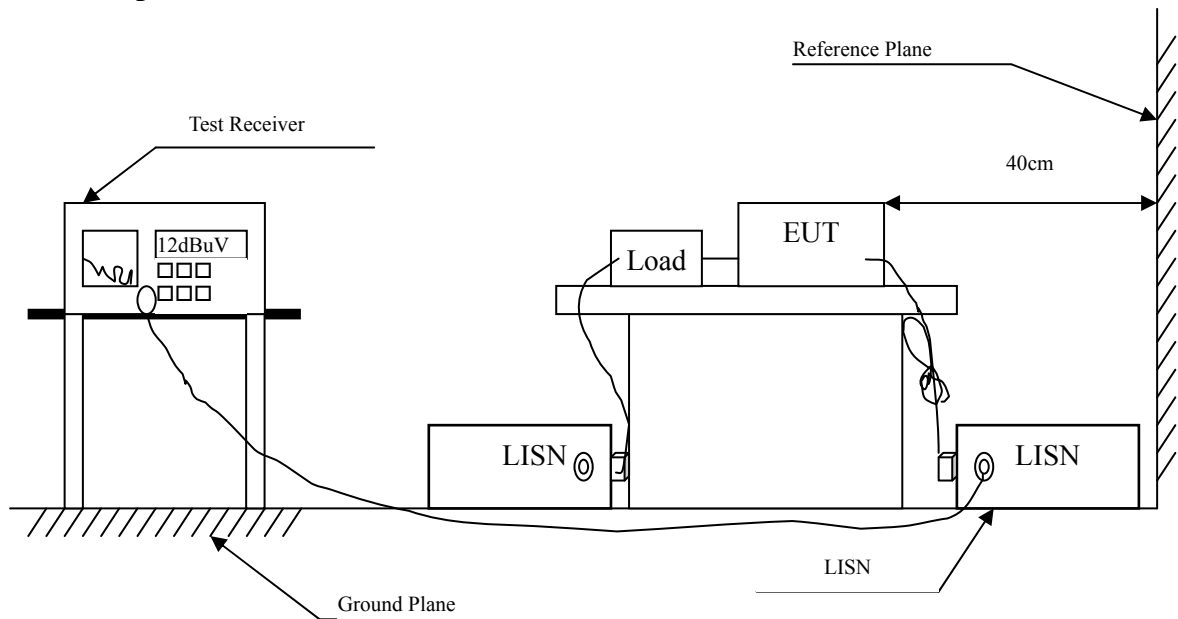 Reference Plane
Test Receiver
40cm
12dBuV
EUT
Load
LISN
LISN
LISN
Ground Plane